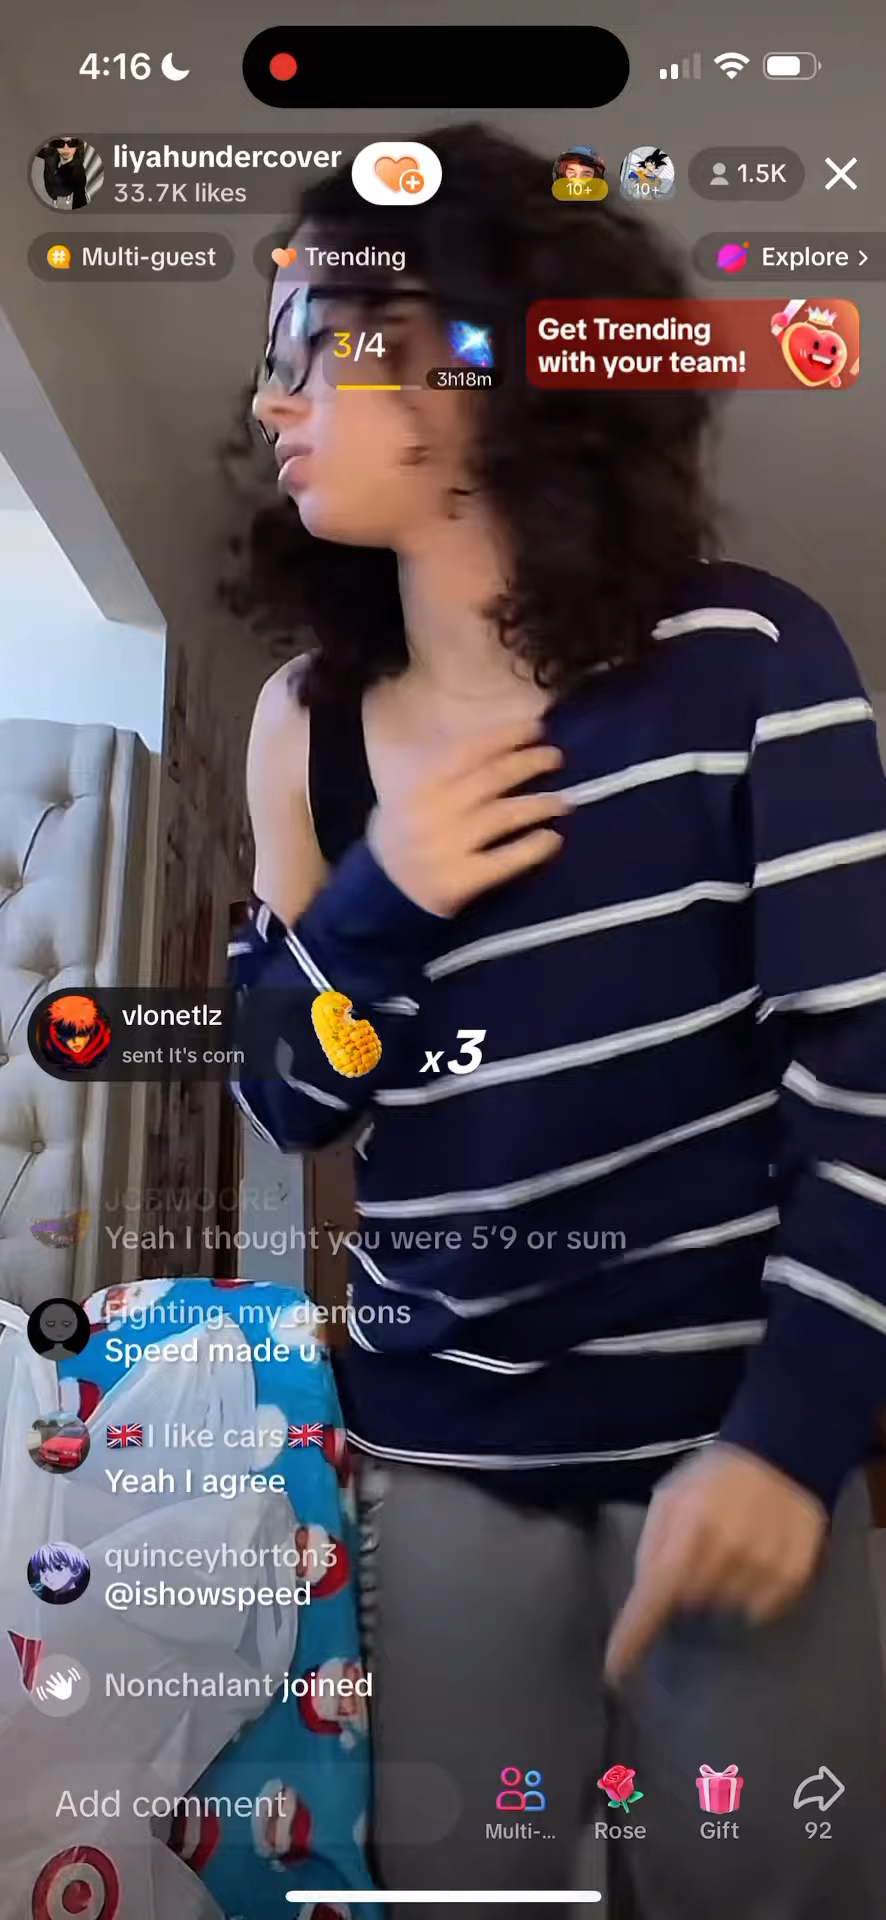 4:16
liyahundercover
33.7K likes
10+
10+
1.5K
Multi-guest
Trending
Explore >
3/4
3h18m
Get Trending
with your team!
vlonetlz
sent It's corn
x3
JOBMOORE
Yeah I thought you were 5'9 or sum
Fighting_my_demons
Speed made u
🇬🇧I like cars🇬🇧
Yeah I agree
quinceyhorton3
@ishowspeed
Nonchalant joined
Add comment
Multi-...
Rose
Gift
92